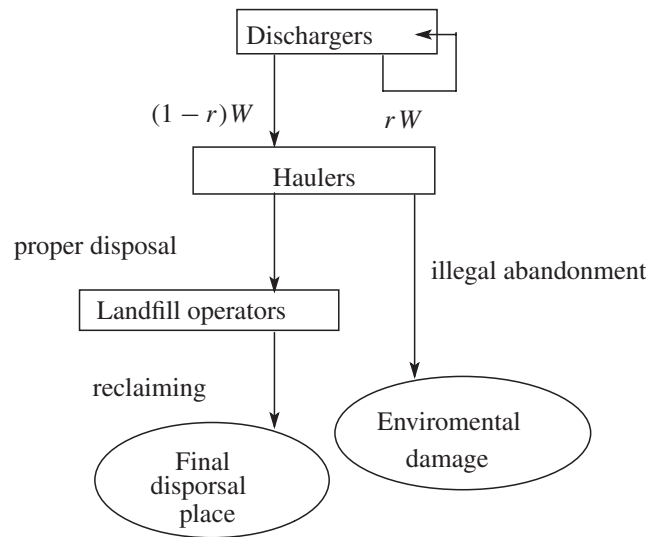 Dischargers
(1 − r)W
rW
Haulers
proper disposal
illegal abandonment
Landfill operators
reclaiming
Enviromental
damage
Final
disporsal
place